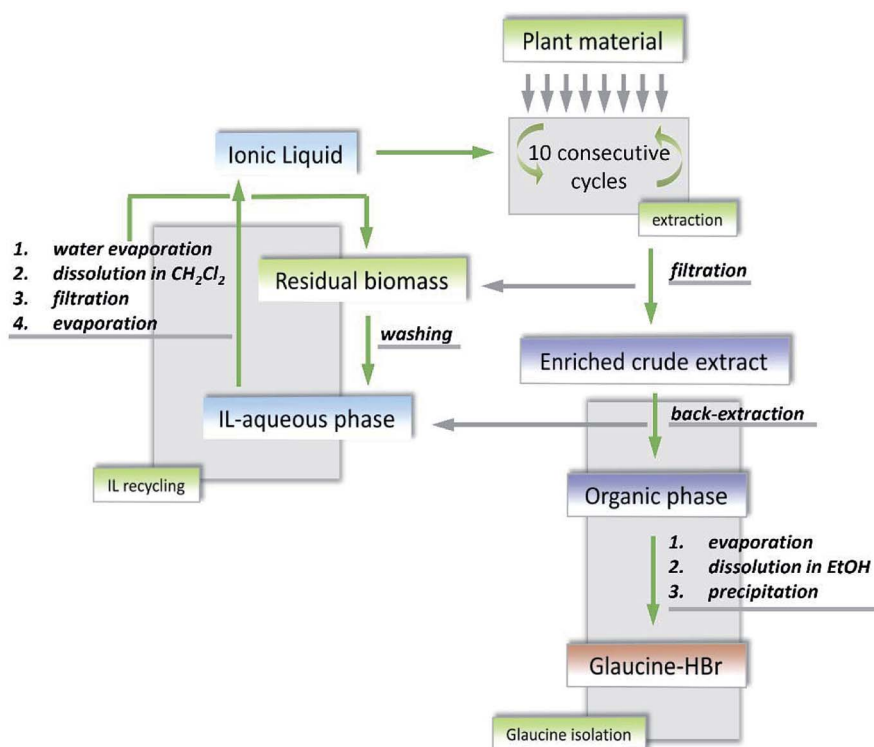 Plant material
Ionic Liquid
10 consecutive
cycles
extraction
1. water evaporation
2. dissolution in CH₂Cl₂
3. filtration
4. evaporation
Residual biomass
filtration
washing
Enriched crude extract
IL-aqueous phase
back-extraction
IL recycling
Organic phase
1. evaporation
2. dissolution in EtOH
3. precipitation
Glaucine-HBr
Glaucine isolation